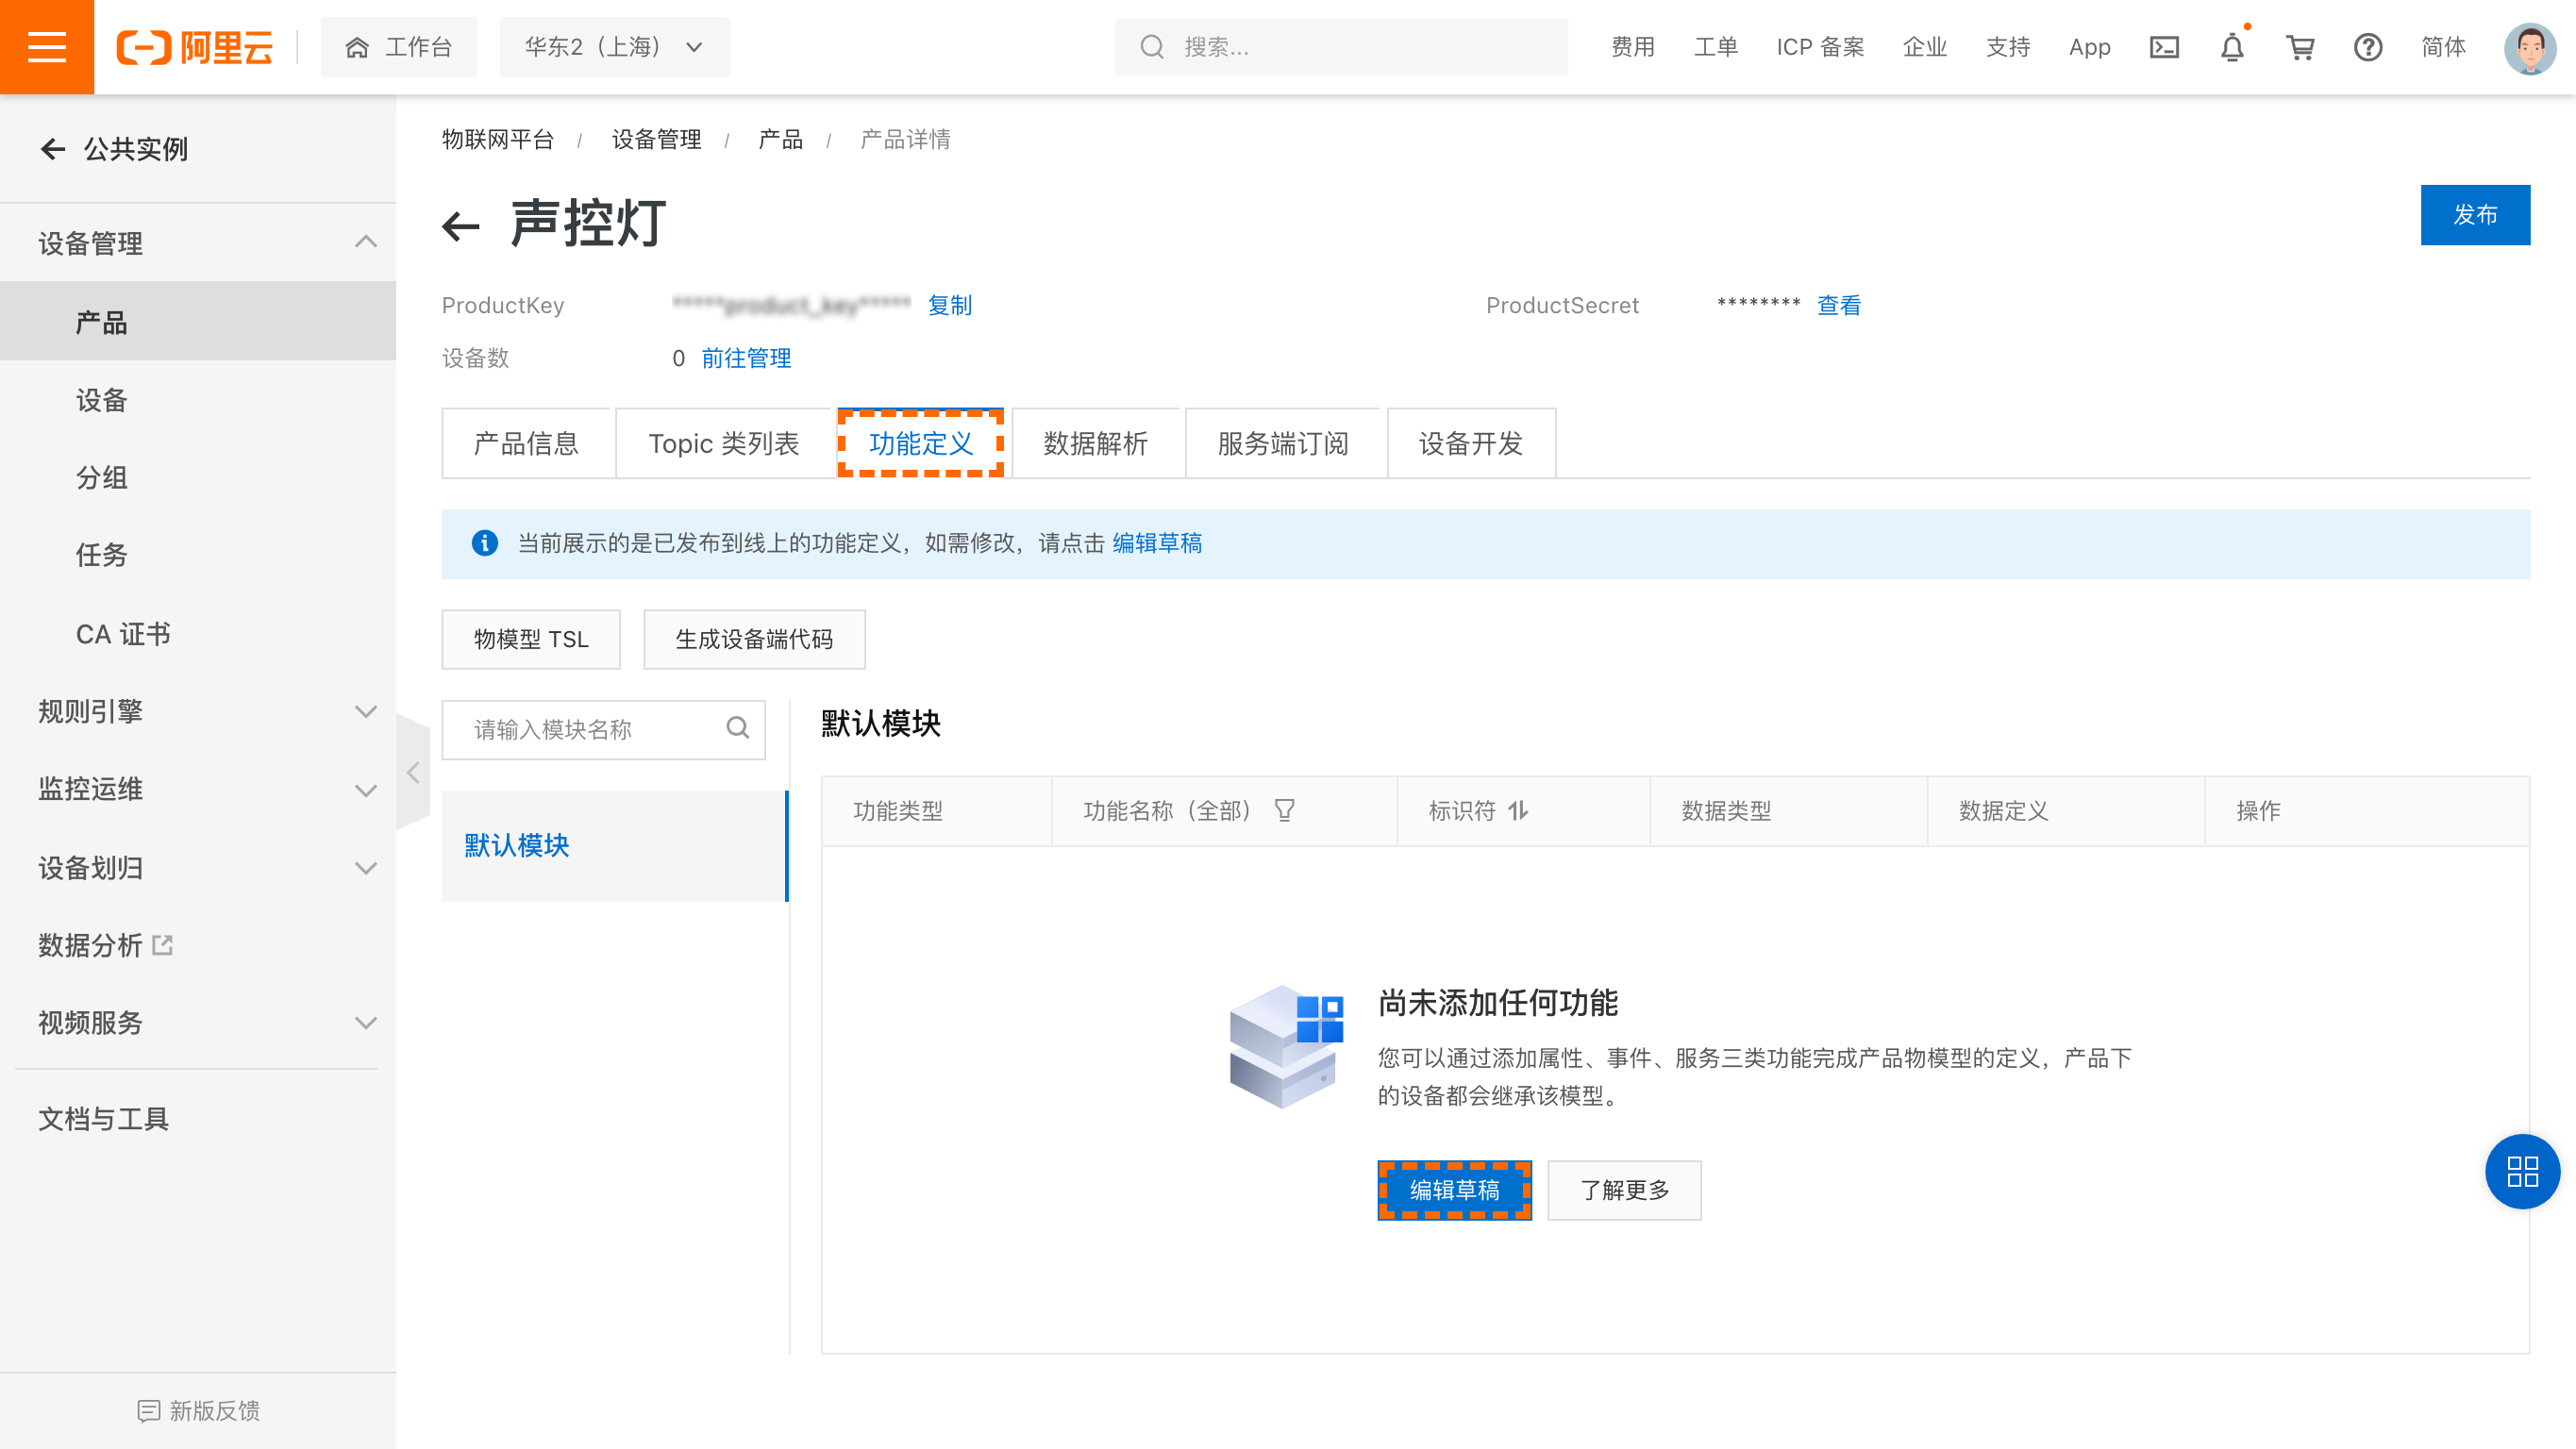 阿里云
工作台
华东2（上海）
搜索...
费用
工单
ICP 备案
企业
支持
App
简体
公共实例
设备管理
产品
设备
分组
任务
CA 证书
规则引擎
监控运维
设备划归
数据分析
视频服务
文档与工具
新版反馈
物联网平台 / 设备管理 / 产品 / 产品详情
声控灯
发布
ProductKey *****product_key***** 复制
ProductSecret ******** 查看
设备数 0 前往管理
产品信息
Topic 类列表
功能定义
数据解析
服务端订阅
设备开发
当前展示的是已发布到线上的功能定义，如需修改，请点击 编辑草稿
物模型 TSL
生成设备端代码
请输入模块名称
默认模块
默认模块
功能类型
功能名称（全部）
标识符
数据类型
数据定义
操作
尚未添加任何功能
您可以通过添加属性、事件、服务三类功能完成产品物模型的定义，产品下
的设备都会继承该模型。
编辑草稿
了解更多